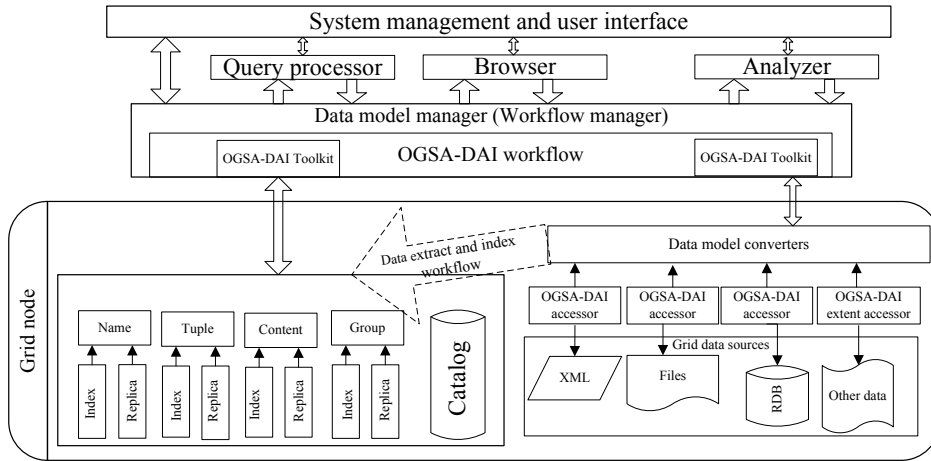 System management and user interface
Query processor
Browser
Analyzer
Data model manager (Workflow manager)
OGSA-DAI Toolkit
OGSA-DAI workflow
OGSA-DAI Toolkit
Grid node
Data extract and index
workflow
Data model converters
OGSA-DAI
accessor
OGSA-DAI
accessor
OGSA-DAI
accessor
OGSA-DAI
extent accessor
Grid data sources
XML
Files
RDB
Other data
Name
Tuple
Content
Group
Index
Replica
Index
Replica
Index
Replica
Index
Replica
Catalog